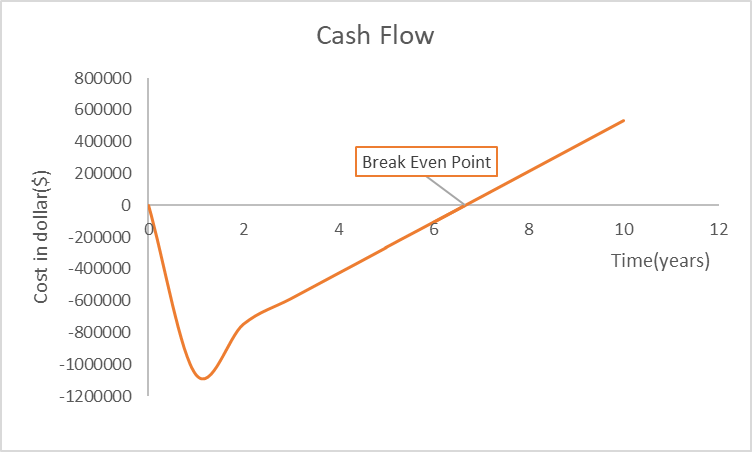 Cash Flow
800000
600000
400000
200000
0
-200000
-400000
-600000
-800000
-1000000
-1200000
Cost in dollar($)
Break Even Point
0 2 4 6 8 10 12
Time(years)